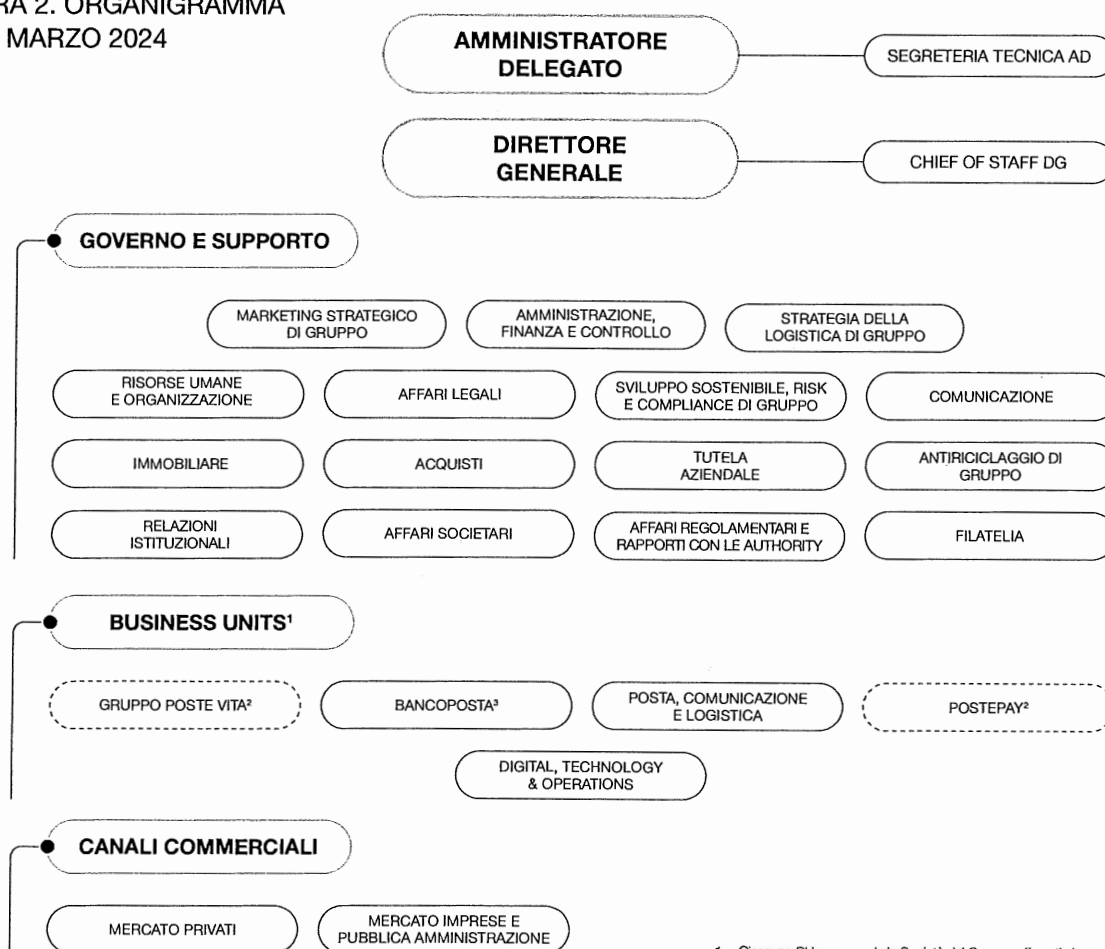 RA 2. ORGANIGRAMMA
MARZO 2024
AMMINISTRATORE
DELEGATO
SEGRETERIA TECNICA AD
DIRETTORE
GENERALE
CHIEF OF STAFF DG
GOVERNO E SUPPORTO
MARKETING STRATEGICO
DI GRUPPO
AMMINISTRAZIONE,
FINANZA E CONTROLLO
STRATEGIA DELLA
LOGISTICA DI GRUPPO
RISORSE UMANE
E ORGANIZZAZIONE
AFFARI LEGALI
SVILUPPO SOSTENIBILE, RISK
E COMPLIANCE DI GRUPPO
COMUNICAZIONE
IMMOBILIARE
ACQUISTI
TUTELA
AZIENDALE
ANTIRICICLAGGIO DI
GRUPPO
RELAZIONI
ISTITUZIONALI
AFFARI SOCIETARI
AFFARI REGOLAMENTARI E
RAPPORTI CON LE AUTHORITY
FILATELIA
BUSINESS UNITS¹
GRUPPO POSTE VITA²
BANCOPOSTA³
POSTA, COMUNICAZIONE
E LOGISTICA
POSTEPAY²
DIGITAL, TECHNOLOGY
& OPERATIONS
CANALI COMMERCIALI
MERCATO PRIVATI
MERCATO IMPRESE E
PUBBLICA AMMINISTRAZIONE